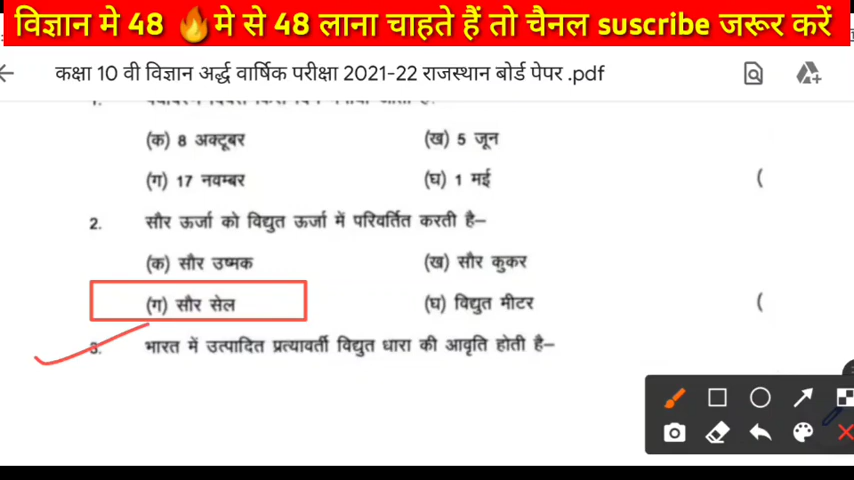 विज्ञान मे 48 🔥मे से 48 लाना चाहते हैं तो चैनल suscribe जरूर करें
कक्षा 10 वी विज्ञान अर्द्ध वार्षिक परीक्षा 2021-22 राजस्थान बोर्ड पेपर .pdf
(क) 8 अक्टूबर (ख) 5 जून
(ग) 17 नवम्बर (घ) 1 मई (
2. सौर ऊर्जा को विद्युत ऊर्जा में परिवर्तित करती है–
(क) सौर उष्मक (ख) सौर कुकर
(ग) सौर सेल (घ) विद्युत मीटर (
3. भारत में उत्पादित प्रत्यावर्ती विद्युत धारा की आवृति होती है–